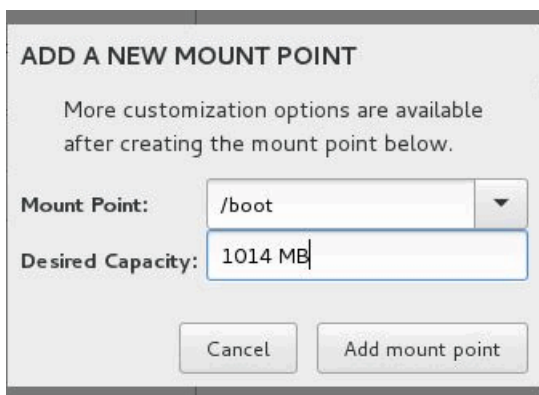 ADD A NEW MOUNT POINT
More customization options are available
after creating the mount point below.
Mount Point: /boot
Desired Capacity: 1014 MB
Cancel Add mount point